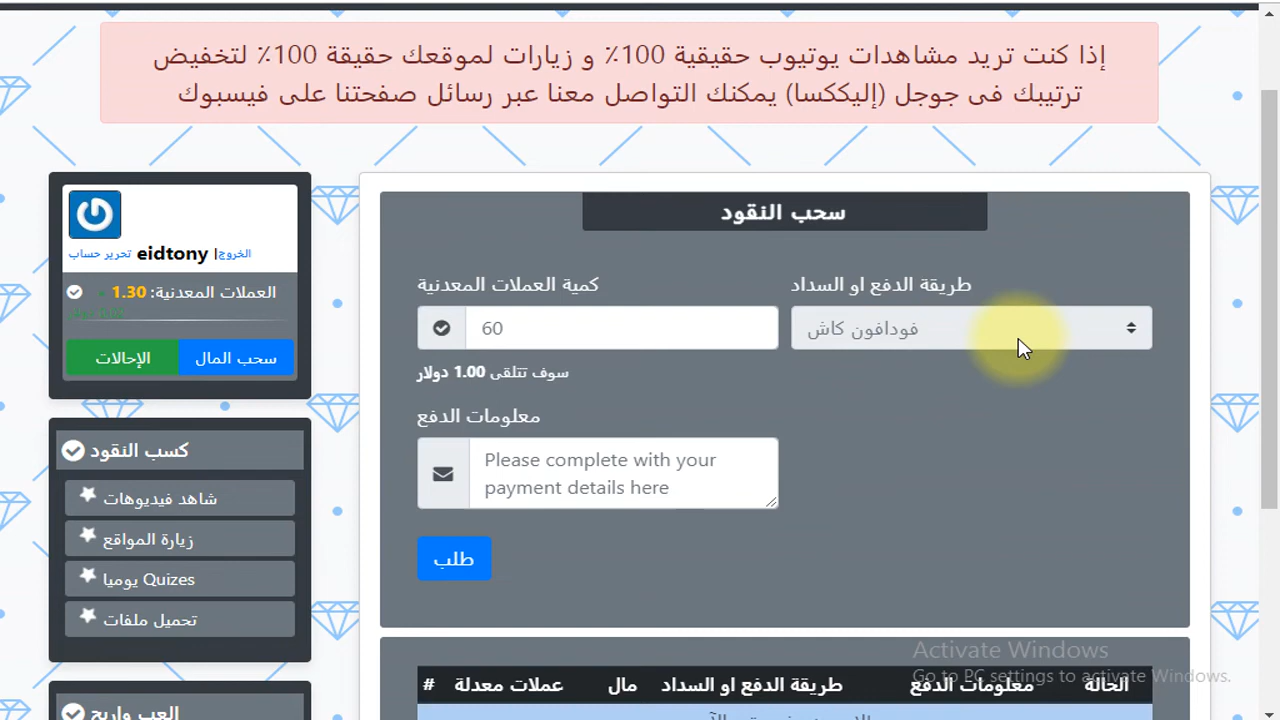 إذا كنت تريد مشاهدات يوتيوب حقيقية 100٪ و زيارات لموقعك حقيقة 100٪ لتخفيض
ترتيبك فى جوجل (إليككسا) يمكنك التواصل معنا عبر رسائل صفحتنا على فيسبوك
eidtony |الخروج تحرير حساب
العملات المعدنية: 1.30
سحب المال
الإحالات
كسب النقود
شاهد فيديوهات
زيارة المواقع
Quizes يوميا
تحميل ملفات
العب واربح
سحب النقود
طريقة الدفع او السداد
كمية العملات المعدنية
فودافون كاش
60
سوف تتلقى 1.00 دولار
معلومات الدفع
Please complete with your
payment details here
طلب
# عملات معدلة مال طريقة الدفع او السداد معلومات الدفع الحالة
Activate Windows
Go to PC settings to activate Windows.